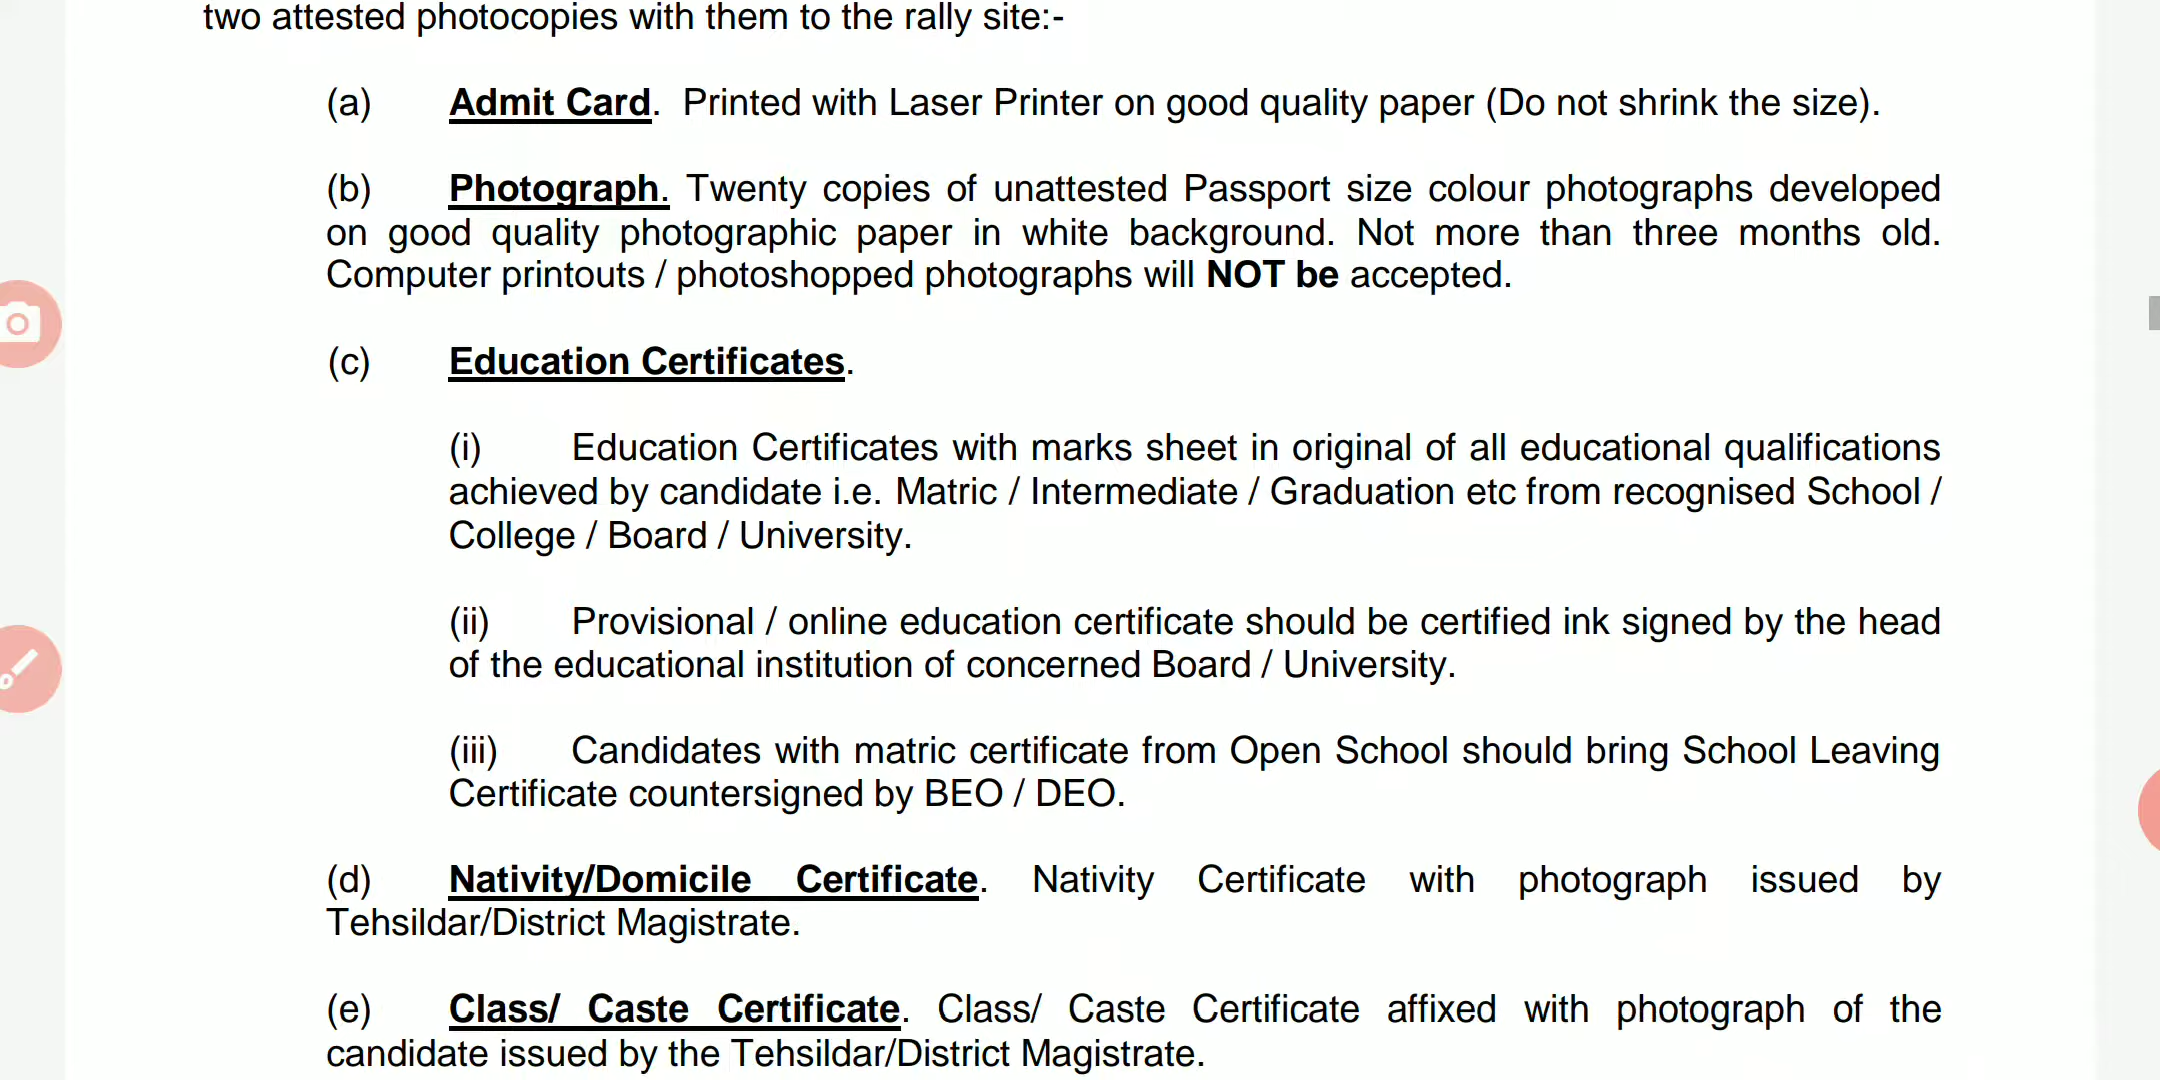 two attested photocopies with them to the rally site:-
(a) Admit Card. Printed with Laser Printer on good quality paper (Do not shrink the size).
(b) Photograph. Twenty copies of unattested Passport size colour photographs developed
on good quality photographic paper in white background. Not more than three months old.
Computer printouts / photoshopped photographs will NOT be accepted.
(c) Education Certificates.
(i) Education Certificates with marks sheet in original of all educational qualifications
achieved by candidate i.e. Matric / Intermediate / Graduation etc from recognised School /
College / Board / University.
(ii) Provisional / online education certificate should be certified ink signed by the head
of the educational institution of concerned Board / University.
(iii) Candidates with matric certificate from Open School should bring School Leaving
Certificate countersigned by BEO / DEO.
(d) Nativity/Domicile Certificate. Nativity Certificate with photograph issued by
Tehsildar/District Magistrate.
(e) Class/ Caste Certificate. Class/ Caste Certificate affixed with photograph of the
candidate issued by the Tehsildar/District Magistrate.